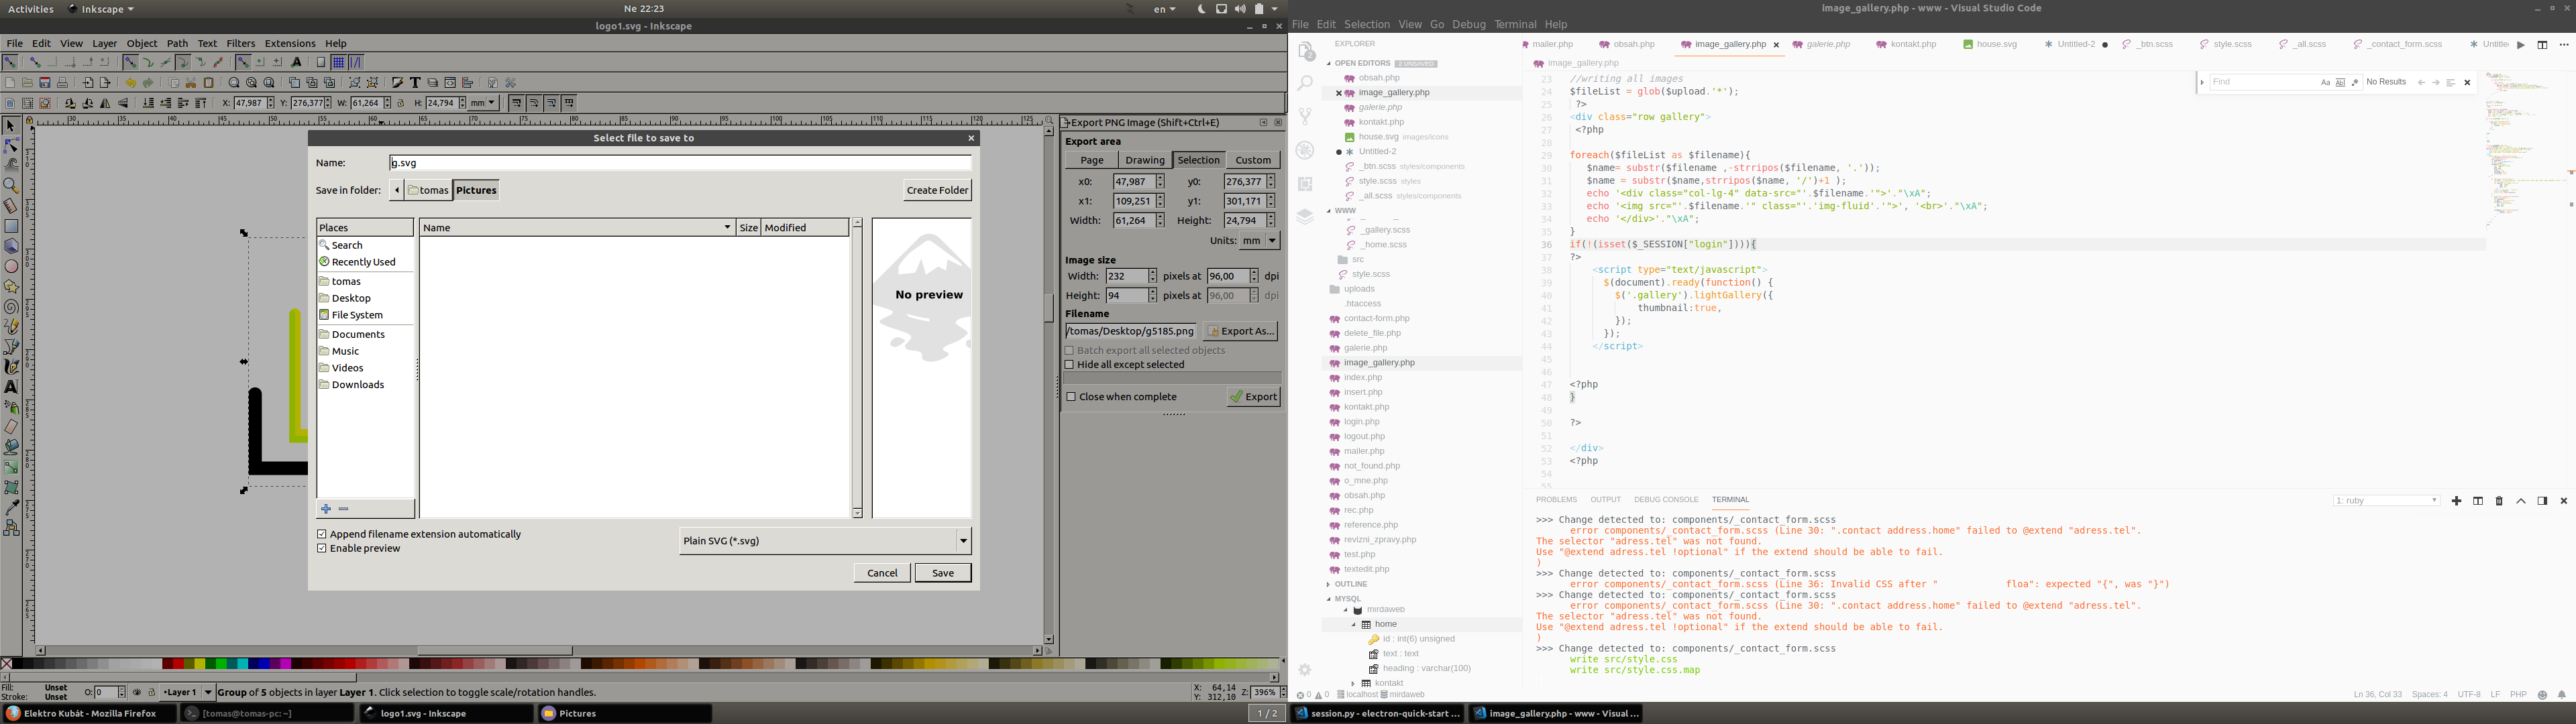 Activities
Inkscape
Ne 22:23
en
logo1.svg - Inkscape
File Edit View Layer Object Path Text Filters Extensions Help
X: 47,987 Y: 276,377 W: 61,264 H: 24,794 mm
Select file to save to
Name: g.svg
Save in folder: tomas Pictures Create Folder
Places Name Size Modified
Search
Recently Used
tomas
Desktop
File System
Documents
Music
Videos
Downloads
No preview
Append filename extension automatically
Enable preview
Plain SVG (*.svg)
Cancel Save
Export PNG Image (Shift+Ctrl+E)
Export area
Page Drawing Selection Custom
x0: 47,987 y0: 276,377
x1: 109,251 y1: 301,171
Width: 61,264 Height: 24,794
Units: mm
Image size
Width: 232 pixels at 96,00 dpi
Height: 94 pixels at 96,00 dpi
Filename
/tomas/Desktop/g5185.png Export As...
Batch export all selected objects
Hide all except selected
Close when complete Export
Fill: Unset
Stroke: Unset
O: 0
•Layer 1
Group of 5 objects in layer Layer 1. Click selection to toggle scale/rotation handles.
X: 64,14
Y: 312,10
Z: 396%
Elektro Kubát - Mozilla Firefox
[tomas@tomas-pc: ~]
logo1.svg - Inkscape
Pictures
1 / 2
image_gallery.php - www - Visual Studio Code
File Edit Selection View Go Debug Terminal Help
EXPLORER
OPEN EDITORS 2 UNSAVED
obsah.php
image_gallery.php
galerie.php
kontakt.php
house.svg images/icons
Untitled-2
_btn.scss styles/components
style.scss styles
_all.scss styles/components
WWW
_gallery.scss
_home.scss
src
style.scss
uploads
.htaccess
contact-form.php
delete_file.php
galerie.php
image_gallery.php
index.php
insert.php
kontakt.php
login.php
logout.php
mailer.php
not_found.php
o_mne.php
obsah.php
rec.php
reference.php
revizni_zpravy.php
test.php
textedit.php
OUTLINE
MYSQL
mirdaweb
home
id : int(6) unsigned
text : text
heading : varchar(100)
kontakt
mailer.php obsah.php image_gallery.php galerie.php kontakt.php house.svg Untitled-2 _btn.scss style.scss _all.scss _contact_form.scss Untitle
image_gallery.php
Find Aa Abl .* No Results
23 //writing all images
24 $fileList = glob($upload.'*');
25 ?>
26 <div class="row gallery">
27 <?php
28
29 foreach($fileList as $filename){
30 $name= substr($filename ,-strripos($filename, '.'));
31 $name = substr($name,strripos($name, '/')+1 );
32 echo '<div class="col-lg-4" data-src="'.$filename.'">'."\xA";
33 echo '<img src="'.$filename.'" class="'.'img-fluid'.'">', '<br>'."\xA";
34 echo '</div>'."\xA";
35 }
36 if(!(isset($_SESSION["login"]))){
37 ?>
38 <script type="text/javascript">
39 $(document).ready(function() {
40 $('.gallery').lightGallery({
41 thumbnail:true,
42 });
43 });
44 </script>
45
46
47 <?php
48 }
49
50 ?>
51
52 </div>
53 <?php
54
55
PROBLEMS OUTPUT DEBUG CONSOLE TERMINAL
1: ruby
>>> Change detected to: components/_contact_form.scss
error components/_contact_form.scss (Line 30: ".contact address.home" failed to @extend "adress.tel".
The selector "adress.tel" was not found.
Use "@extend adress.tel !optional" if the extend should be able to fail.
)
>>> Change detected to: components/_contact_form.scss
error components/_contact_form.scss (Line 36: Invalid CSS after " floa": expected "{", was "}")
>>> Change detected to: components/_contact_form.scss
error components/_contact_form.scss (Line 30: ".contact address.home" failed to @extend "adress.tel".
The selector "adress.tel" was not found.
Use "@extend adress.tel !optional" if the extend should be able to fail.
)
>>> Change detected to: components/_contact_form.scss
write src/style.css
write src/style.css.map
0 0 localhost mirdaweb
Ln 36, Col 33 Spaces: 4 UTF-8 LF PHP
session.py - electron-quick-start ...
image_gallery.php - www - Visual ...